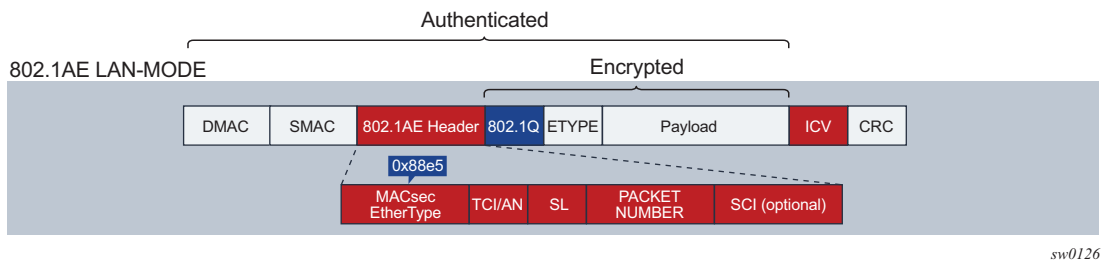 Authenticated
802.1AE LAN-MODE
Encrypted
DMAC SMAC 802.1AE Header 802.1Q ETYPE Payload ICV CRC
0x88e5
MACsec EtherType TCI/AN SL PACKET NUMBER SCI (optional)
sw0126